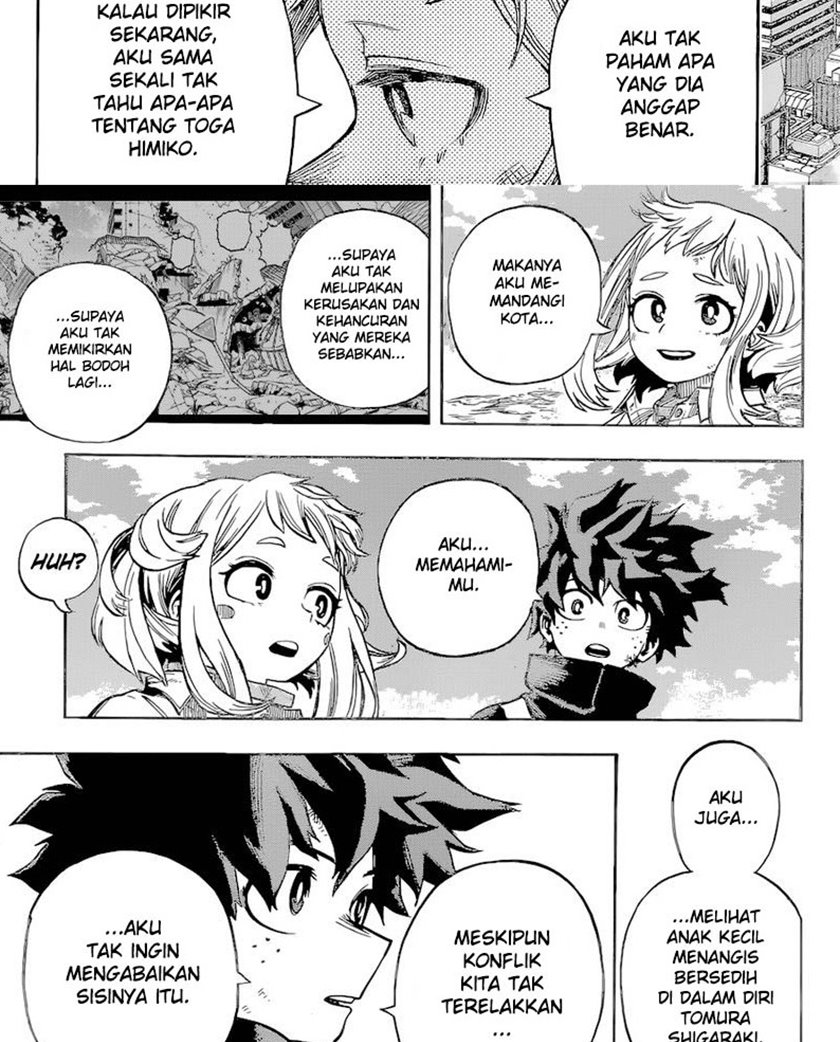 AKU TAK
PAHAM APA
YANG DIA
ANGGAP
BENAR.
KALAU DIPIKIR
SEKARANG,
AKU SAMA
SEKALI TAK
TAHU APA-APA
TENTANG TOGA
HIMIKO.
MAKANYA
AKU ME-
MANDANGI
KOTA...
...SUPAYA
AKU TAK
MELUPAKAN
KERUSAKAN DAN
KEHANCURAN
YANG MEREKA
SEBABKAN...
...SUPAYA
AKU TAK
MEMIKIRKAN
HAL BODOH
LAGI...
AKU...
MEMAHAMI-
MU.
HUH?
AKU
JUGA...
...MELIHAT
ANAK KECIL
MENANGIS
BERSEDIH
DI DALAM DIRI
TOMURA
SHIGARAKI.
MESKIPUN
KONFLIK
KITA TAK
TERELAKKAN
...
...AKU
TAK INGIN
MENGABAIKAN
SISINYA ITU.